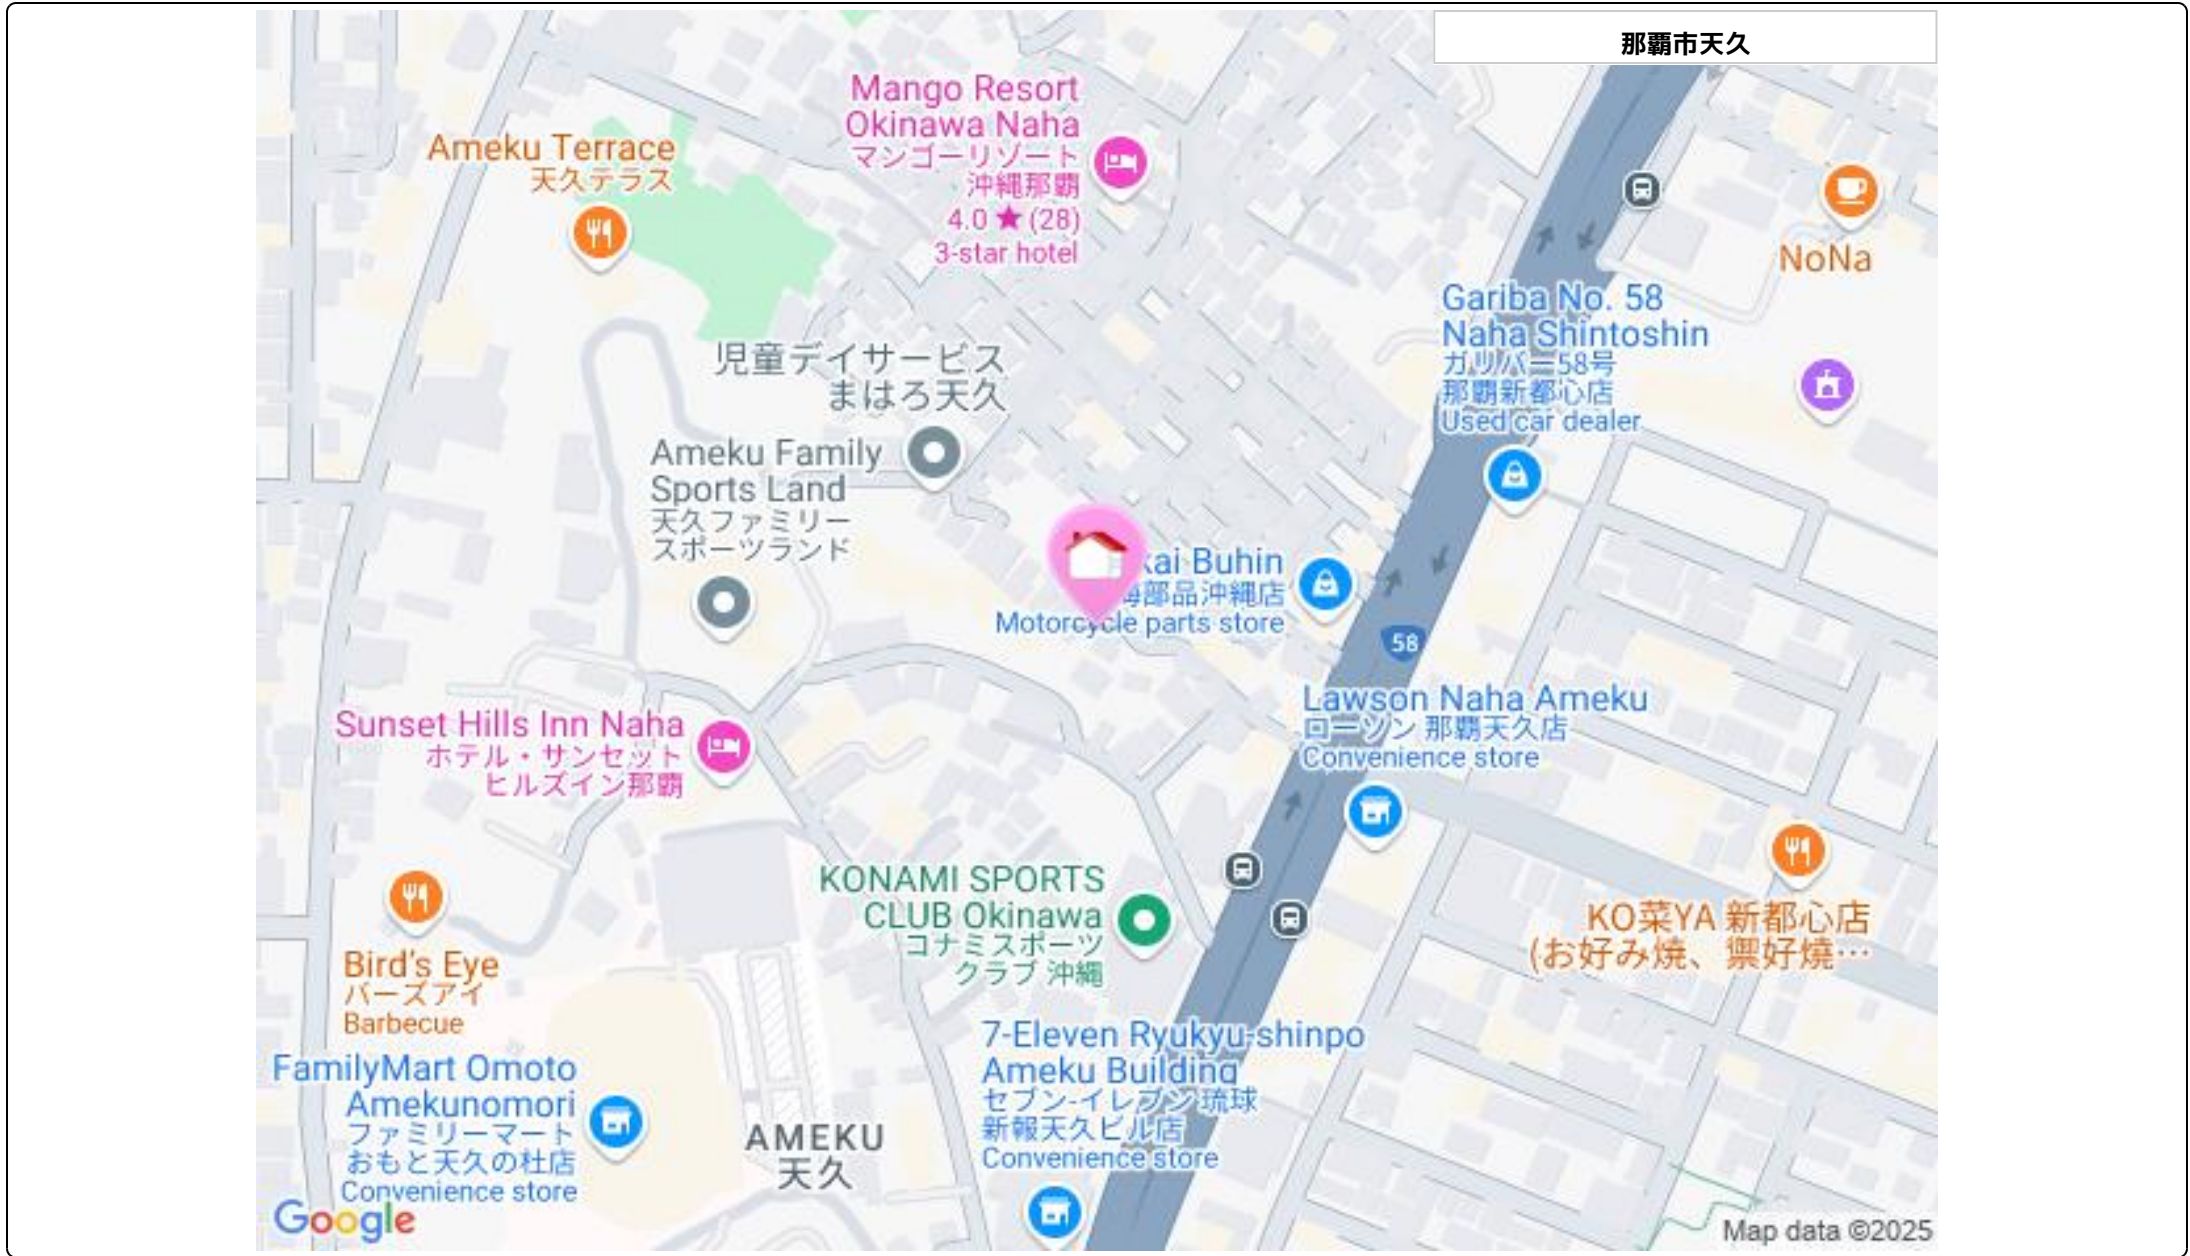 那覇市天久
Mango Resort
Okinawa Naha
マンゴーリゾート
沖縄那覇
4.0 ★ (28)
3-star hotel
Ameku Terrace
天久テラス
NoNa
Gariba No. 58
Naha Shintoshin
ガリバー58号
那覇新都心店
Used car dealer
児童デイサービス
まはろ天久
Ameku Family
Sports Land
天久ファミリー
スポーツランド
kai Buhin
海部品沖縄店
Motorcycle parts store
58
Lawson Naha Ameku
ローソン 那覇天久店
Convenience store
Sunset Hills Inn Naha
ホテル・サンセット
ヒルズイン那覇
KONAMI SPORTS
CLUB Okinawa
コナミスポーツ
クラブ 沖縄
KO菜YA 新都心店
(お好み焼、禦好燒…
Bird's Eye
バーズアイ
Barbecue
7-Eleven Ryukyu-shinpo
Ameku Building
セブン-イレブン 琉球
新報天久ビル店
Convenience store
FamilyMart Omoto
Amekunomori
ファミリーマート
おもと天久の杜店
Convenience store
AMEKU
天久
Google
Map data ©2025